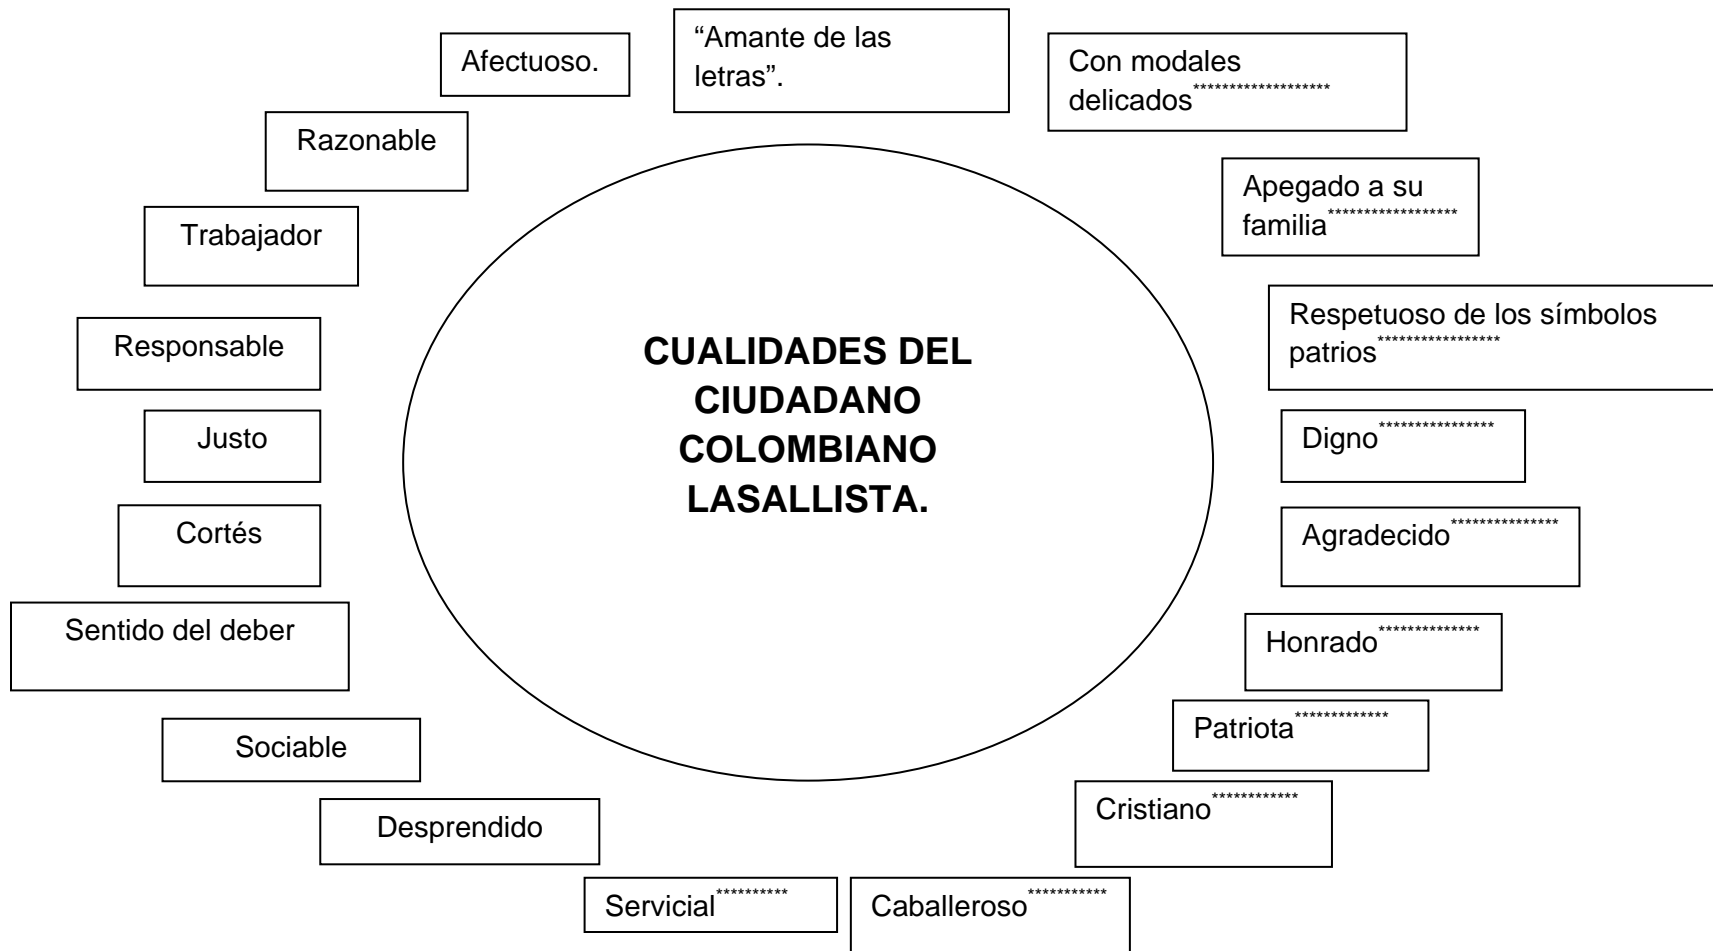 Afectuoso.
“Amante de las
letras”.
Con modales
delicados*******************
Razonable
Apegado a su
familia******************
Trabajador
Respetuoso de los símbolos
patrios*****************
Responsable
CUALIDADES DEL
CIUDADANO
COLOMBIANO
LASALLISTA.
Justo
Digno****************
Cortés
Agradecido***************
Sentido del deber
Honrado**************
Sociable
Patriota*************
Desprendido
Cristiano************
Servicial**********
Caballeroso***********